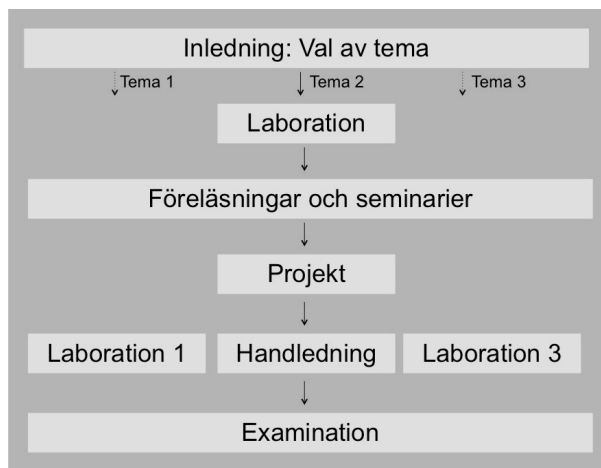 Inledning: Val av tema
Tema 1
Tema 2
Tema 3
Laboration
Föreläsningar och seminarier
Projekt
Laboration 1
Handledning
Laboration 3
Examination